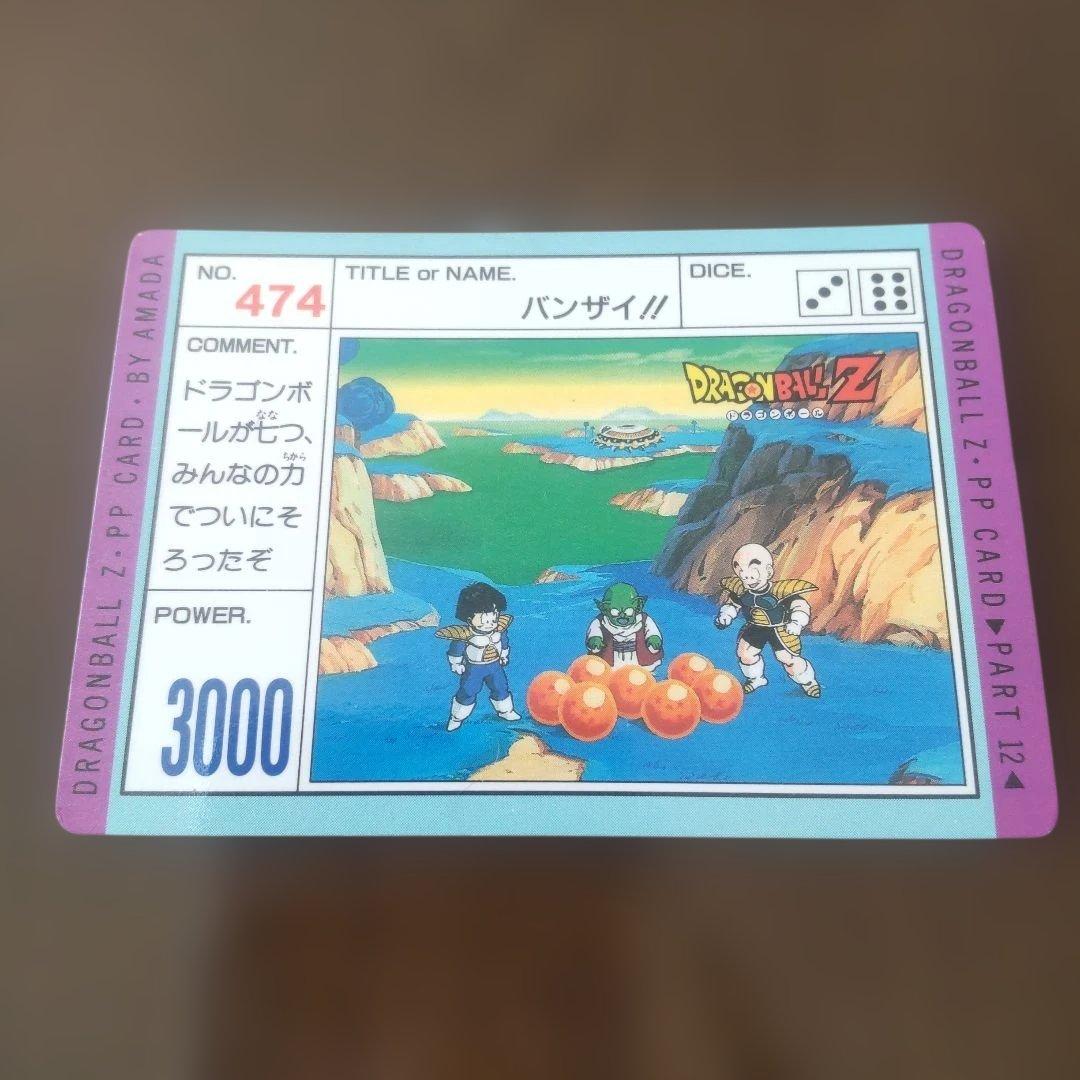 DRAGONBALL Z・PP CARD・BY AMADA
NO.
474
TITLE or NAME.
バンザイ!!
DICE.
COMMENT.
ドラゴンボ
ールが七つ、
なな
みんなの力
ちから
でついにそ
ろったぞ
POWER.
3000
DRAGONBALL Z
ドラゴンボール
DRAGONBALL Z・PP CARD▶PART 12◀